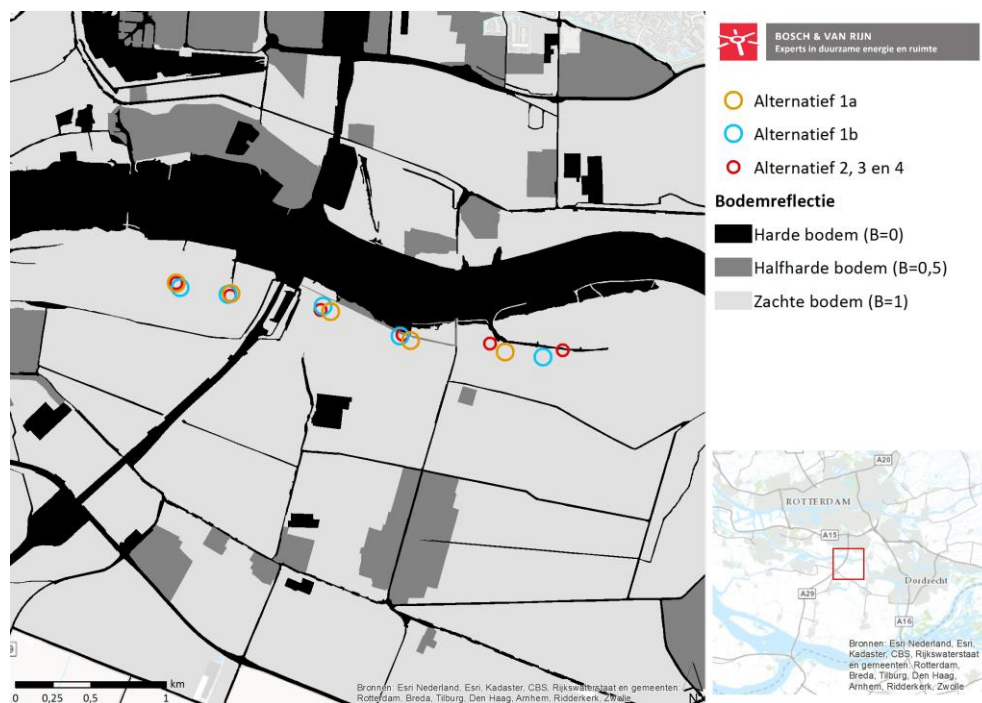 BOSCH & VAN RIJN
Experts in duurzame energie en ruimte
Alternatief 1a
Alternatief 1b
Alternatief 2, 3 en 4
Bodemreflectie
Harde bodem (B=0)
Halfharde bodem (B=0,5)
Zachte bodem (B=1)
A20
ROTTERDAM
A15
Dordrecht
A29
A16
Bronnen: Esri Nederland, Esri,
Kadaster, CBS, Rijkswaterstaat
en gemeenten: Rotterdam,
Breda, Tilburg, Den Haag,
Arnhem, Ridderkerk, Zwolle
km
0 0,25 0,5 1
Bronnen: Esri Nederland, Esri, Kadaster, CBS, Rijkswaterstaat en gemeenten:
Rotterdam, Breda, Tilburg, Den Haag, Arnhem, Ridderkerk, Zwolle